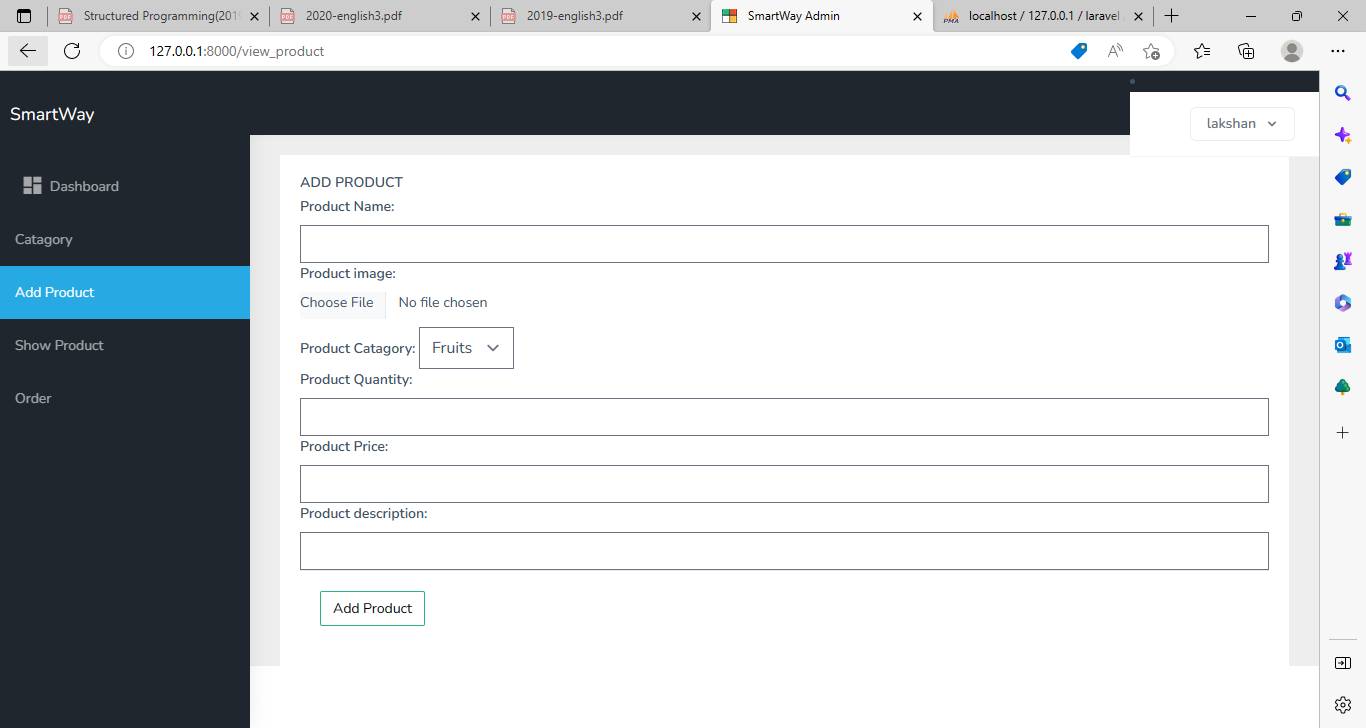 Structured Programming(201
2020-english3.pdf
2019-english3.pdf
SmartWay Admin
localhost / 127.0.0.1 / laravel
127.0.0.1:8000/view_product
SmartWay
lakshan
Dashboard
Catagory
Add Product
Show Product
Order
ADD PRODUCT
Product Name:
Product image:
Choose File No file chosen
Product Catagory: Fruits
Product Quantity:
Product Price:
Product description:
Add Product